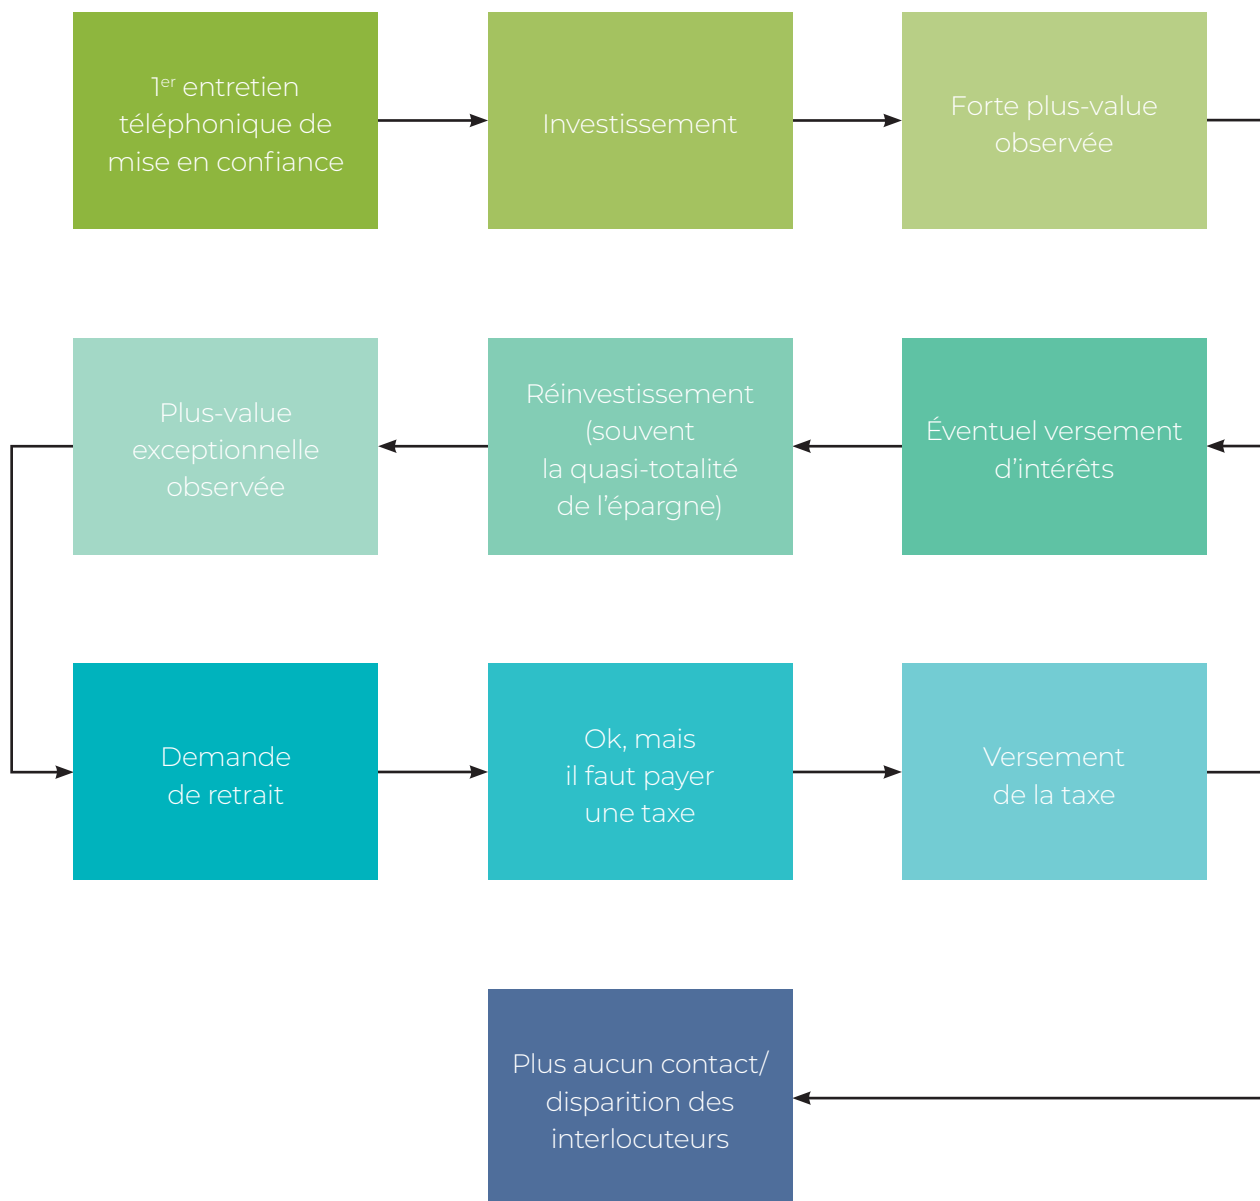 1er entretien
téléphonique de
mise en confiance
Investissement
Forte plus-value
observée
Éventuel versement
d’intérêts
Réinvestissement
(souvent
la quasi-totalité
de l’épargne)
Plus-value
exceptionnelle
observée
Demande
de retrait
Ok, mais
il faut payer
une taxe
Versement
de la taxe
Plus aucun contact/
disparition des
interlocuteurs